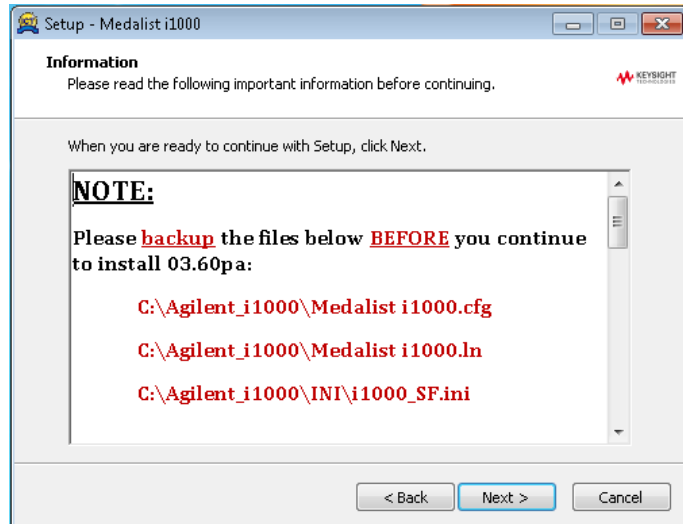 Setup - Medalist i1000
Information
Please read the following important information before continuing.
KEYSIGHT
TECHNOLOGIES
When you are ready to continue with Setup, click Next.
NOTE:
Please backup the files below BEFORE you continue
to install 03.60pa:
C:\Agilent_i1000\Medalist i1000.cfg
C:\Agilent_i1000\Medalist i1000.ln
C:\Agilent_i1000\INI\i1000_SF.ini
< Back
Next >
Cancel